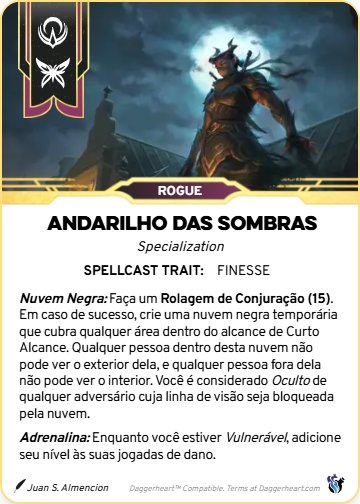 ROGUE
ANDARILHO DAS SOMBRAS
Specialization
SPELLCAST TRAIT: FINESSE
Nuvem Negra: Faça um Rolagem de Conjuração (15).
Em caso de sucesso, crie uma nuvem negra temporária
que cubra qualquer área dentro do alcance de Curto
Alcance. Qualquer pessoa dentro desta nuvem não
pode ver o exterior dela, e qualquer pessoa fora dela
não pode ver o interior. Você é considerado Oculto de
qualquer adversário cuja linha de visão seja bloqueada
pela nuvem.
Adrenalina: Enquanto você estiver Vulnerável, adicione
seu nível às suas jogadas de dano.
Juan S. Almencion
Daggerheart™ Compatible. Terms at Daggerheart.com